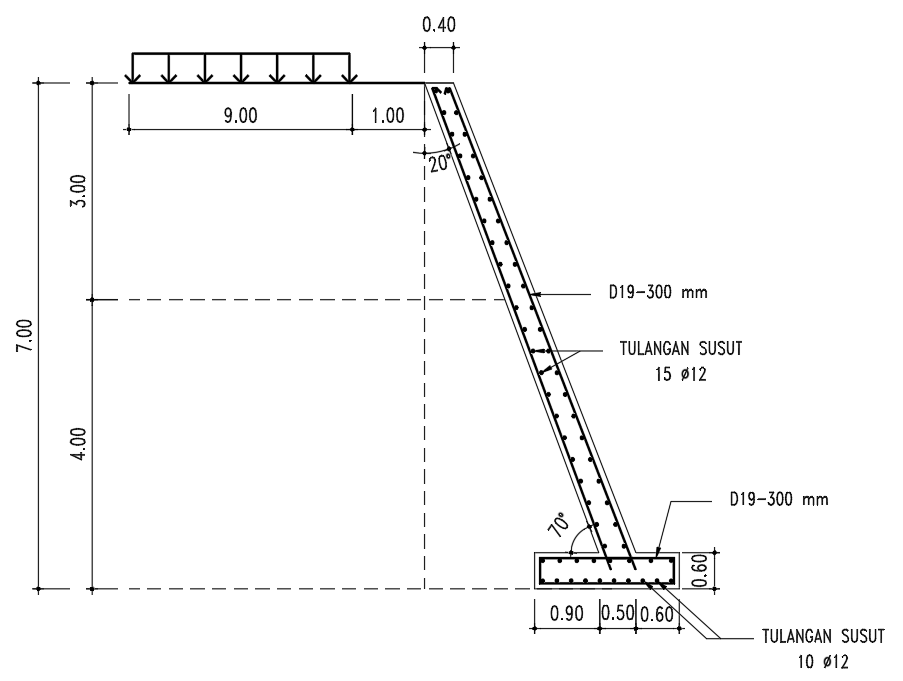 0.40
9.00
1.00
20°
3.00
D19-300 mm
7.00
TULANGAN SUSUT
15 ø12
4.00
D19-300 mm
70°
0.60
0.90
0.50
0.60
TULANGAN SUSUT
10 ø12